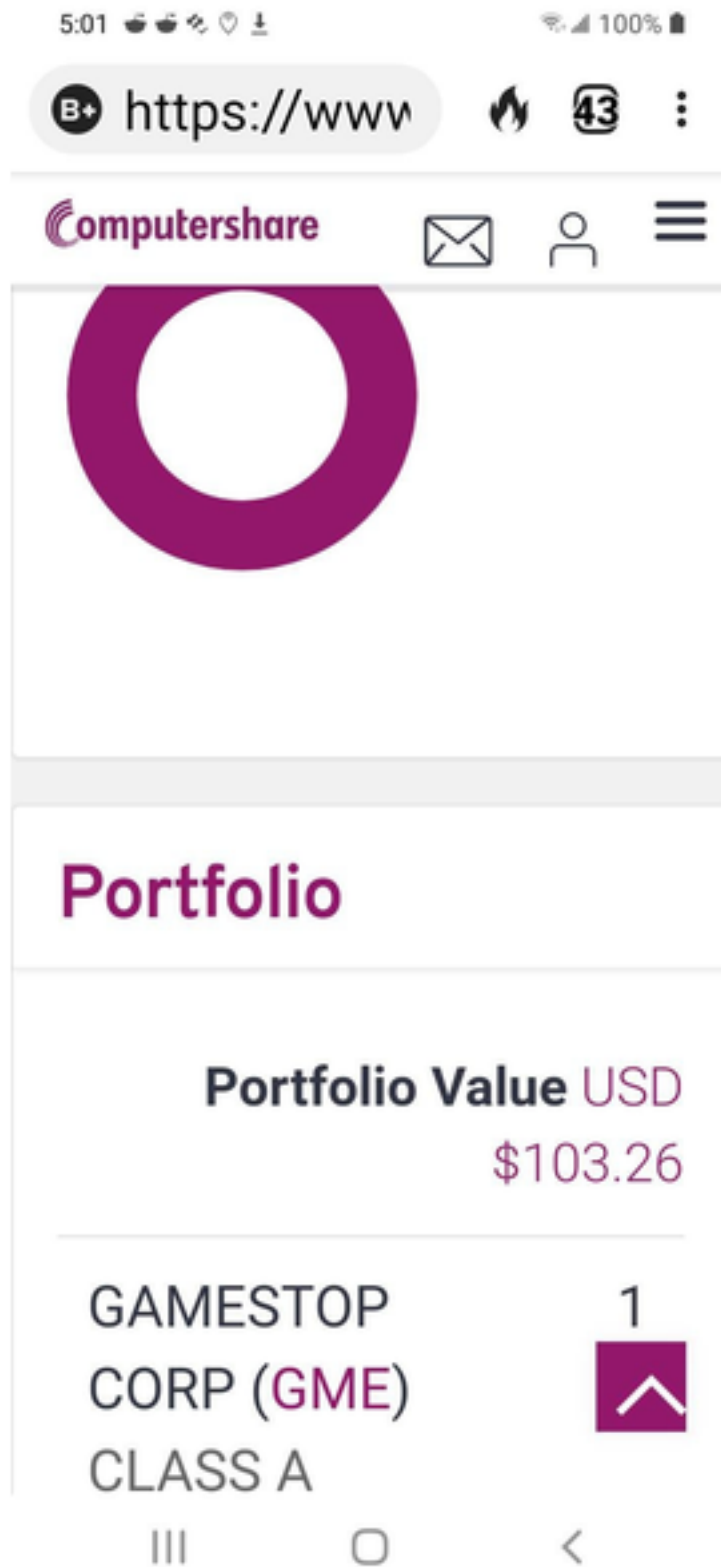 5:01 100%
B+ https://www 43
Computershare
Portfolio
Portfolio Value USD
$103.26
GAMESTOP 1
CORP (GME)
CLASS A